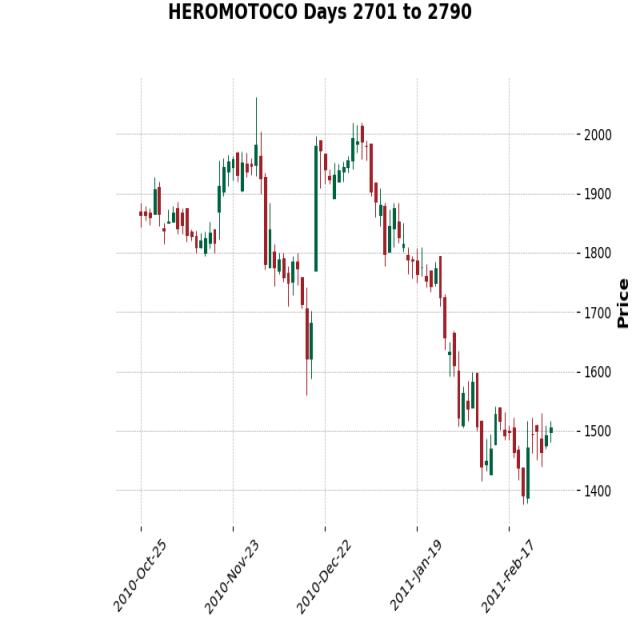 HEROMOTOCO Days 2701 to 2790
2000
1900
1800
1700
1600
1500
1400
Price
2010-Oct-25
2010-Nov-23
2010-Dec-22
2011-Jan-19
2011-Feb-17